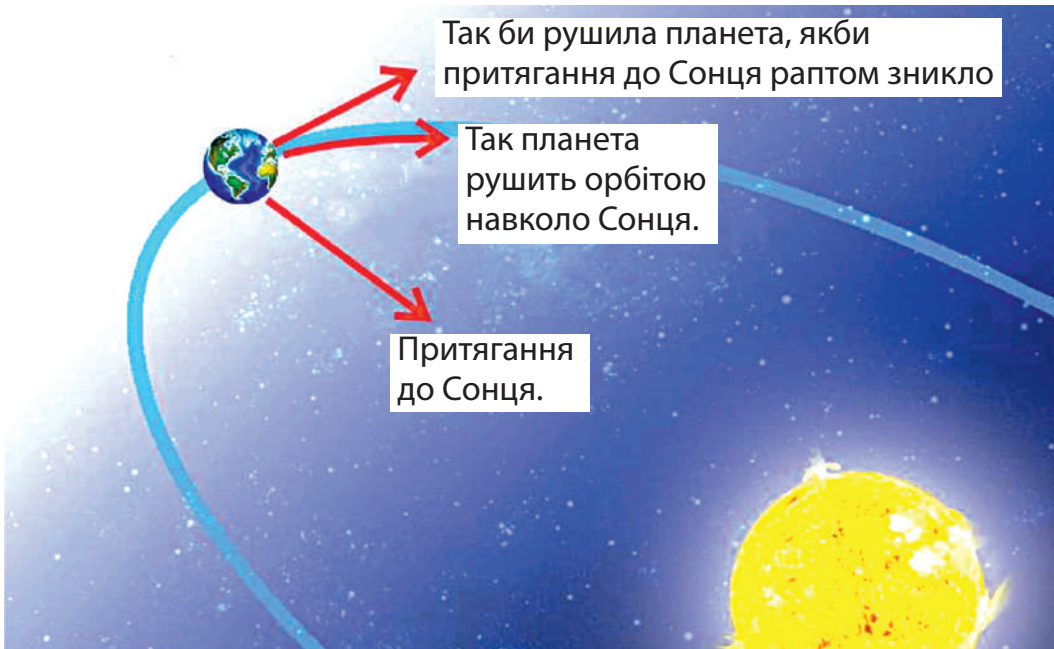 Так би рушила планета, якби
притягання до Сонця раптом зникло
Так планета
рушить орбітою
навколо Сонця.
Притягання
до Сонця.